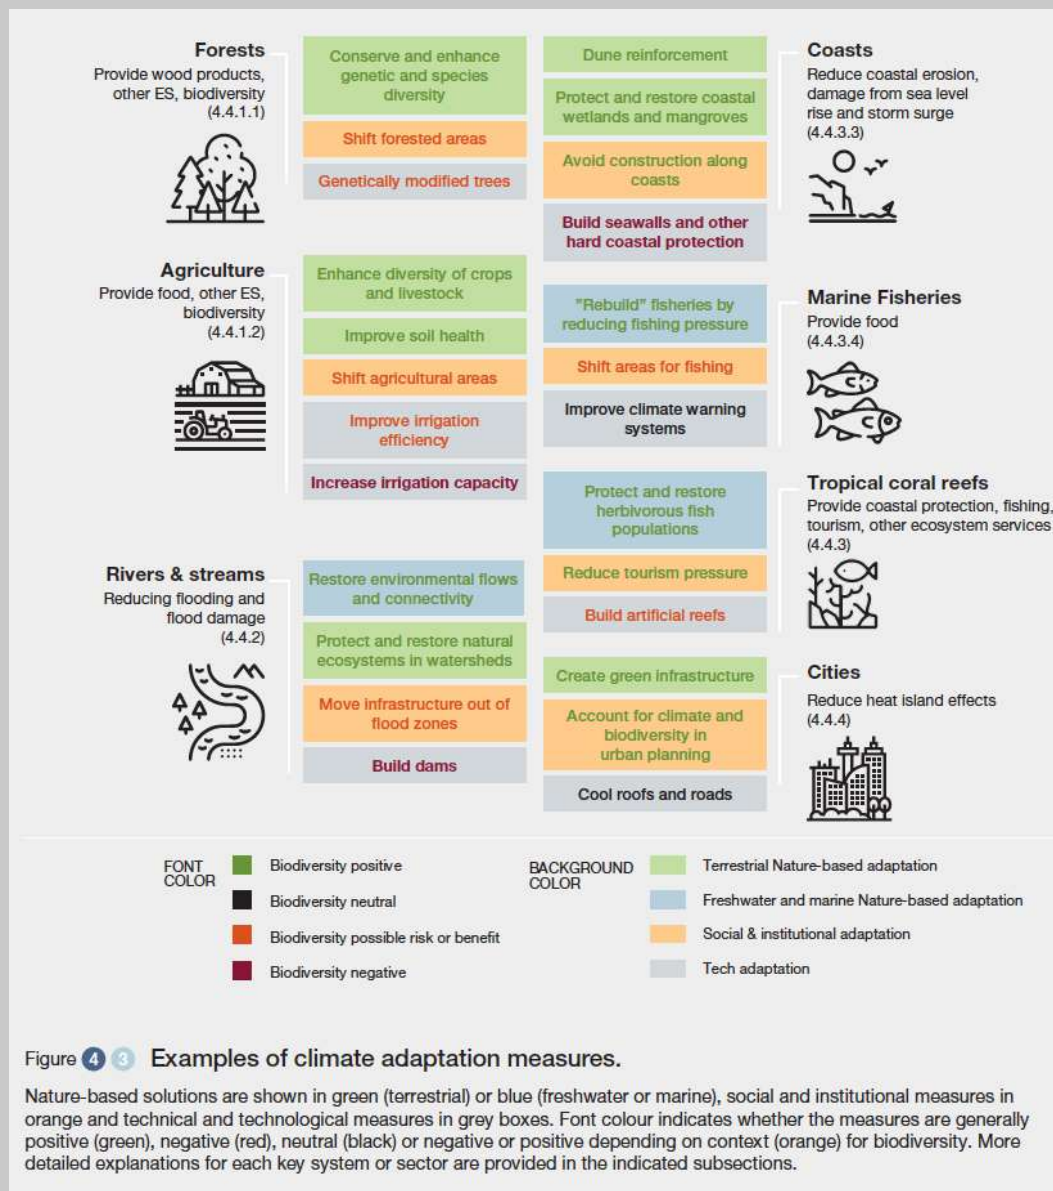 Forests
Provide wood products,
other ES, biodiversity
(4.4.1.1)
Conserve and enhance
genetic and species
diversity
Shift forested areas
Genetically modified trees
Agriculture
Provide food, other ES,
biodiversity
(4.4.1.2)
Enhance diversity of crops
and livestock
Improve soil health
Shift agricultural areas
Improve irrigation
efficiency
Increase irrigation capacity
Rivers & streams
Reducing flooding and
flood damage
(4.4.2)
Restore environmental flows
and connectivity
Protect and restore natural
ecosystems in watersheds
Move infrastructure out of
flood zones
Build dams
Dune reinforcement
Protect and restore coastal
wetlands and mangroves
Avoid construction along
coasts
Build seawalls and other
hard coastal protection
Coasts
Reduce coastal erosion,
damage from sea level
rise and storm surge
(4.4.3.3)
"Rebuild" fisheries by
reducing fishing pressure
Shift areas for fishing
Improve climate warning
systems
Marine Fisheries
Provide food
(4.4.3.4)
Protect and restore
herbivorous fish
populations
Reduce tourism pressure
Build artificial reefs
Tropical coral reefs
Provide coastal protection, fishing,
tourism, other ecosystem services
(4.4.3)
Create green infrastructure
Account for climate and
biodiversity in
urban planning
Cool roofs and roads
Cities
Reduce heat island effects
(4.4.4)
FONT
COLOR
Biodiversity positive
Biodiversity neutral
Biodiversity possible risk or benefit
Biodiversity negative
BACKGROUND
COLOR
Terrestrial Nature-based adaptation
Freshwater and marine Nature-based adaptation
Social & institutional adaptation
Tech adaptation
Figure 4 3 Examples of climate adaptation measures.
Nature-based solutions are shown in green (terrestrial) or blue (freshwater or marine), social and institutional measures in
orange and technical and technological measures in grey boxes. Font colour indicates whether the measures are generally
positive (green), negative (red), neutral (black) or negative or positive depending on context (orange) for biodiversity. More
detailed explanations for each key system or sector are provided in the indicated subsections.